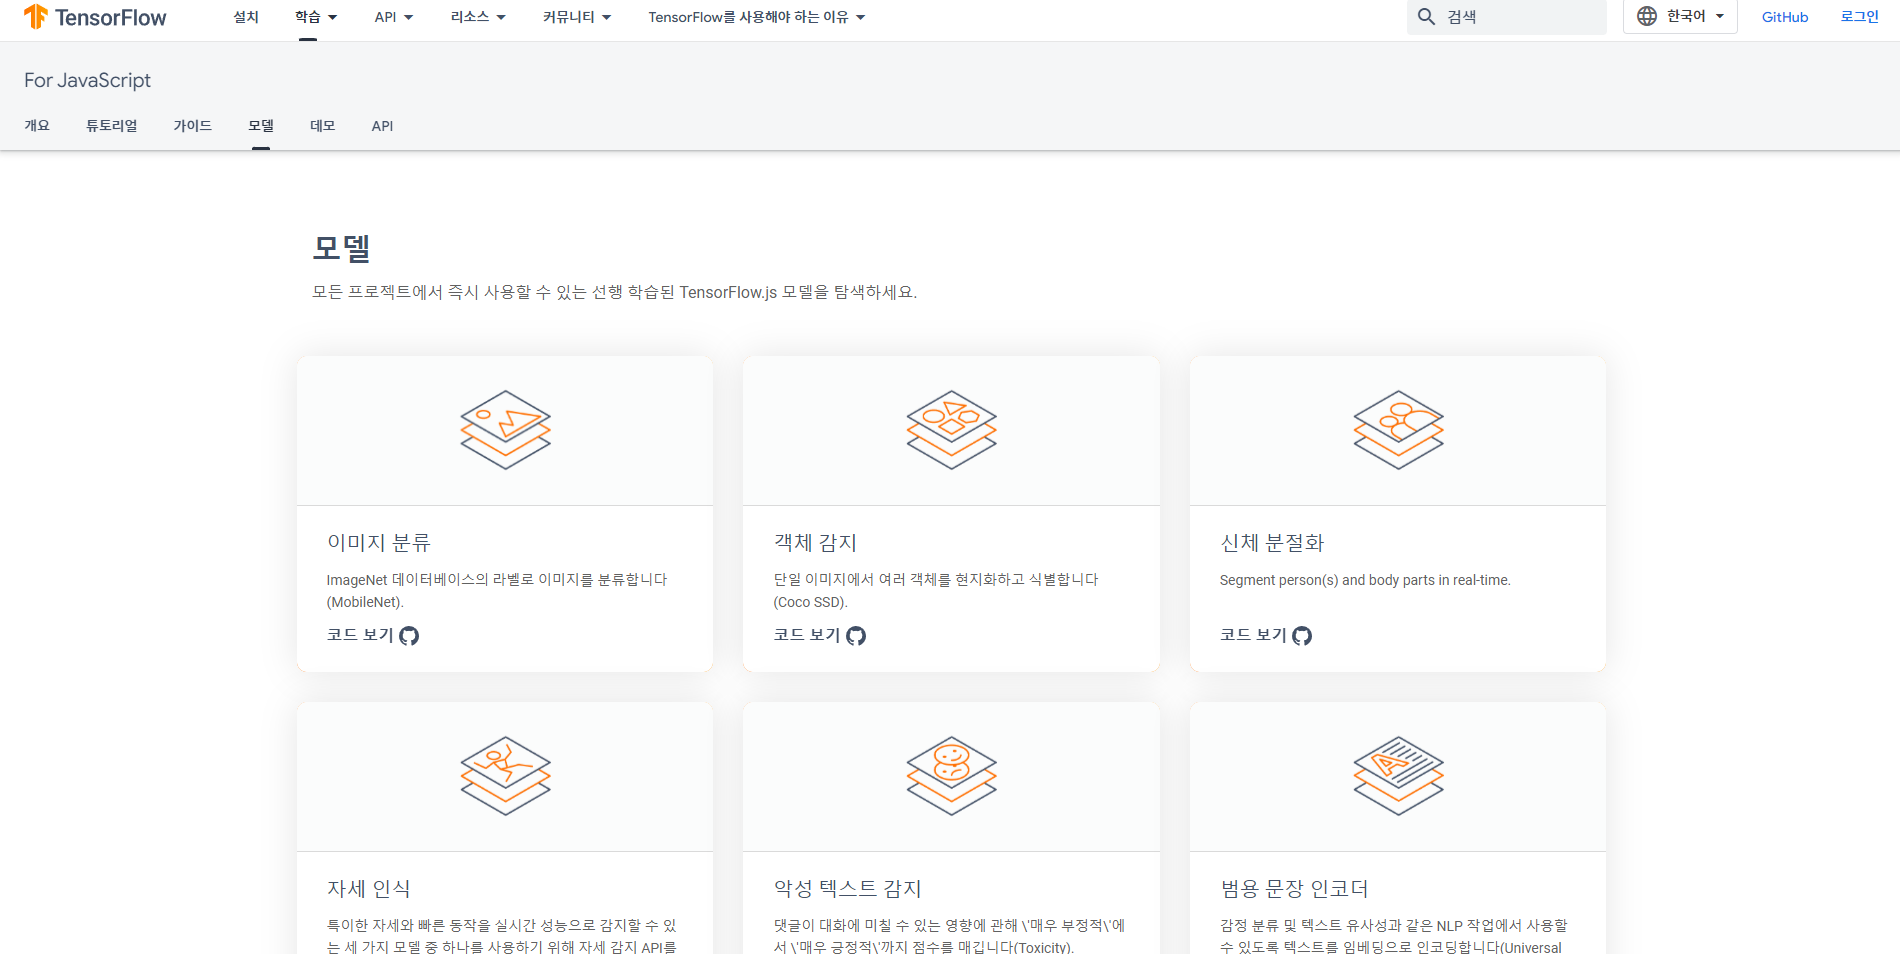 TensorFlow 설치 학습 API 리소스 커뮤니티 TensorFlow를 사용해야 하는 이유 검색 한국어 GitHub 로그인
For JavaScript
개요 튜토리얼 가이드 모델 데모 API
모델
모든 프로젝트에서 즉시 사용할 수 있는 선행 학습된 TensorFlow.js 모델을 탐색하세요.
이미지 분류
ImageNet 데이터베이스의 라벨로 이미지를 분류합니다
(MobileNet).
코드 보기
객체 감지
단일 이미지에서 여러 객체를 현지화하고 식별합니다
(Coco SSD).
코드 보기
신체 분절화
Segment person(s) and body parts in real-time.
코드 보기
자세 인식
특이한 자세와 빠른 동작을 실시간 성능으로 감지할 수 있
는 세 가지 모델 중 하나를 사용하기 위해 자세 감지 API를
악성 텍스트 감지
댓글이 대화에 미칠 수 있는 영향에 관해 \'매우 부정적\'에
서 \'매우 긍정적\'까지 점수를 매깁니다(Toxicity).
범용 문장 인코더
감정 분류 및 텍스트 유사성과 같은 NLP 작업에서 사용할
수 있도록 텍스트를 임베딩으로 인코딩합니다(Universal